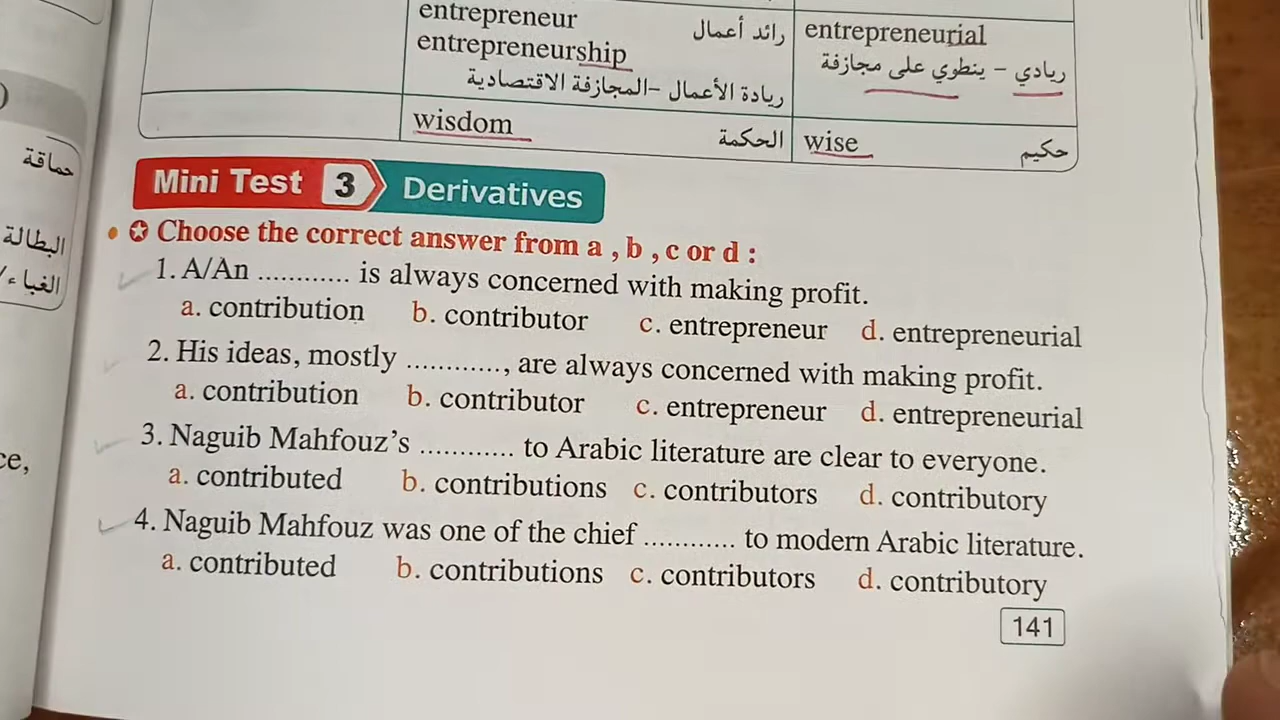 entrepreneur رائد أعمال
entrepreneurship
ريادة الأعمال -المجازفة الاقتصادية
entrepreneurial
ريادي - ينطوي على مجازفة
wisdom الحكمة
wise حكيم
حماقة
البطالة
الغباء/
ce,
Mini Test 3 Derivatives
Choose the correct answer from a , b , c or d :
1. A/An ............ is always concerned with making profit.
a. contribution b. contributor c. entrepreneur d. entrepreneurial
2. His ideas, mostly ............, are always concerned with making profit.
a. contribution b. contributor c. entrepreneur d. entrepreneurial
3. Naguib Mahfouz's ............ to Arabic literature are clear to everyone.
a. contributed b. contributions c. contributors d. contributory
4. Naguib Mahfouz was one of the chief ............ to modern Arabic literature.
a. contributed b. contributions c. contributors d. contributory
141